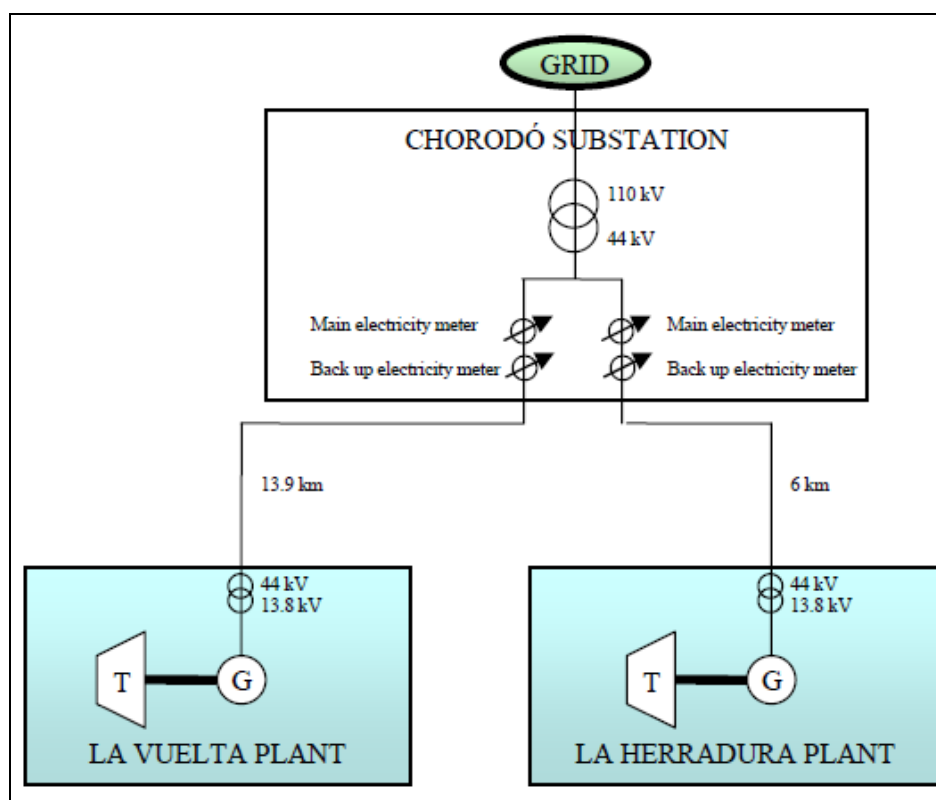 GRID
CHORODÓ SUBSTATION
110 kV
44 kV
Main electricity meter
Main electricity meter
Back up electricity meter
Back up electricity meter
13.9 km
6 km
44 kV
13.8 kV
44 kV
13.8 kV
T
G
T
G
LA VUELTA PLANT
LA HERRADURA PLANT